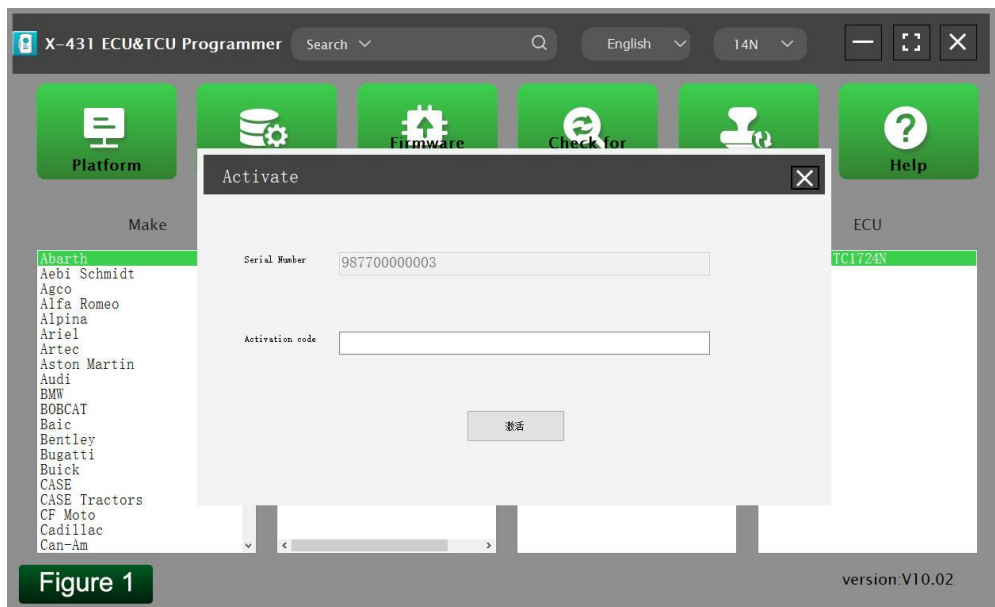 X-431 ECU&TCU Programmer Search English 14N
Platform Firmware Check for Help
Activate
Make ECU
Serial Number 987700000003
Activation code
激活
Abarth TC1724N
Aebi Schmidt
Agco
Alfa Romeo
Alpina
Ariel
Artec
Aston Martin
Audi
BMW
BOBCAT
Baic
Bentley
Bugatti
Buick
CASE
CASE Tractors
CF Moto
Cadillac
Can-Am
Figure 1 version:V10.02